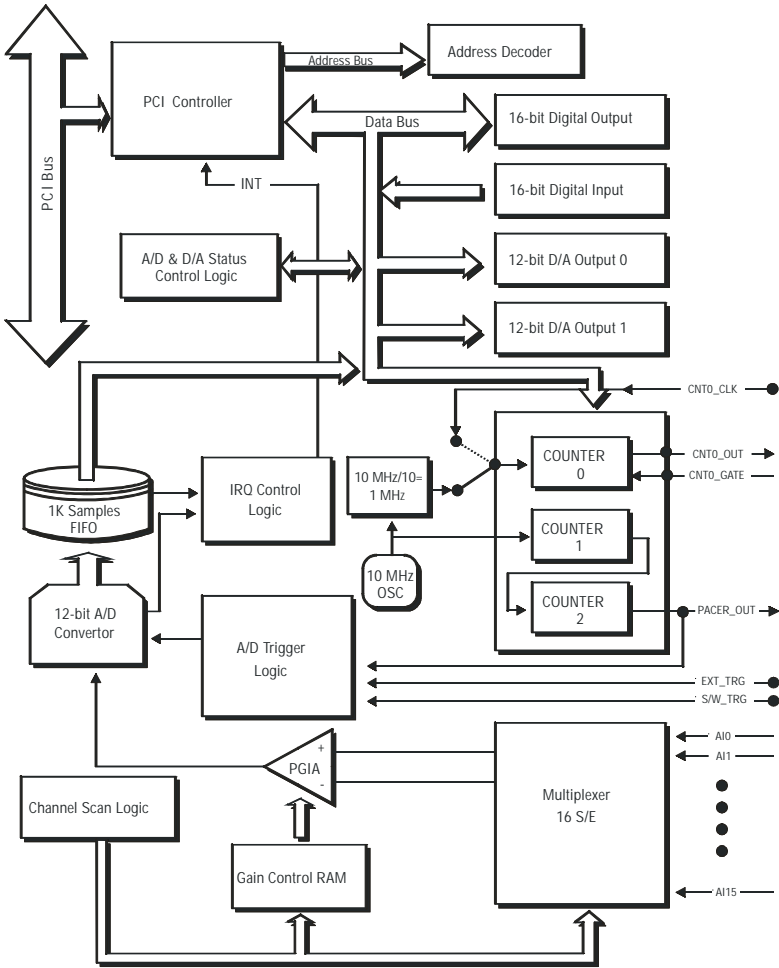 Address Bus
Address Decoder
PCI Controller
PCI Bus
Data Bus
16-bit Digital Output
INT
16-bit Digital Input
A/D & D/A Status
Control Logic
12-bit D/A Output 0
12-bit D/A Output 1
CNT0_CLK
COUNTER
0
CNT0_OUT
CNT0_GATE
10 MHz/10=
1 MHz
IRQ Control
Logic
1K Samples
FIFO
COUNTER
1
10 MHz
OSC
COUNTER
2
PACER_OUT
12-bit A/D
Convertor
A/D Trigger
Logic
EXT_TRG
S/W_TRG
AI0
AI1
+
PGIA
-
Multiplexer
16 S/E
Channel Scan Logic
Gain Control RAM
AI15